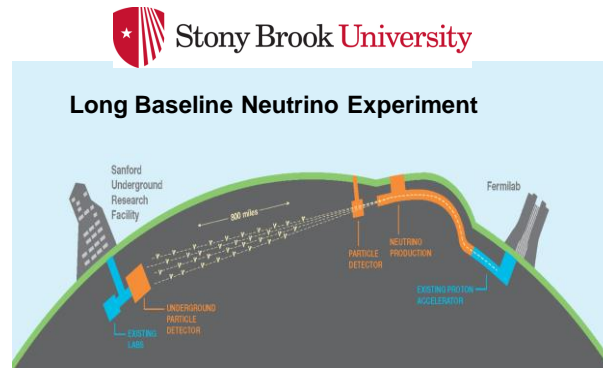 Stony Brook University
Long Baseline Neutrino Experiment
Sanford
Underground
Research
Facility
800 miles
Fermilab
PARTICLE
DETECTOR
NEUTRINO
PRODUCTION
EXISTING PROTON
ACCELERATOR
UNDERGROUND
PARTICLE
DETECTOR
EXISTING
LABS